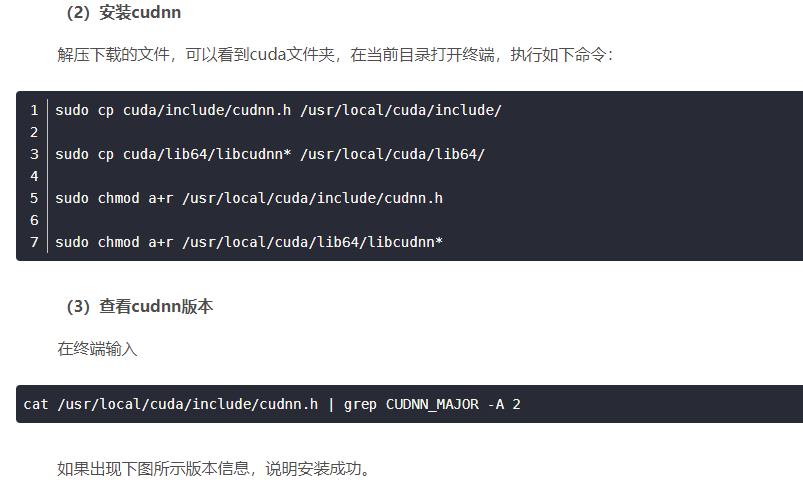 （2）安装cudnn
解压下载的文件，可以看到cuda文件夹，在当前目录打开终端，执行如下命令：
1 sudo cp cuda/include/cudnn.h /usr/local/cuda/include/
2
3 sudo cp cuda/lib64/libcudnn* /usr/local/cuda/lib64/
4
5 sudo chmod a+r /usr/local/cuda/include/cudnn.h
6
7 sudo chmod a+r /usr/local/cuda/lib64/libcudnn*
（3）查看cudnn版本
在终端输入
cat /usr/local/cuda/include/cudnn.h | grep CUDNN_MAJOR -A 2
如果出现下图所示版本信息，说明安装成功。